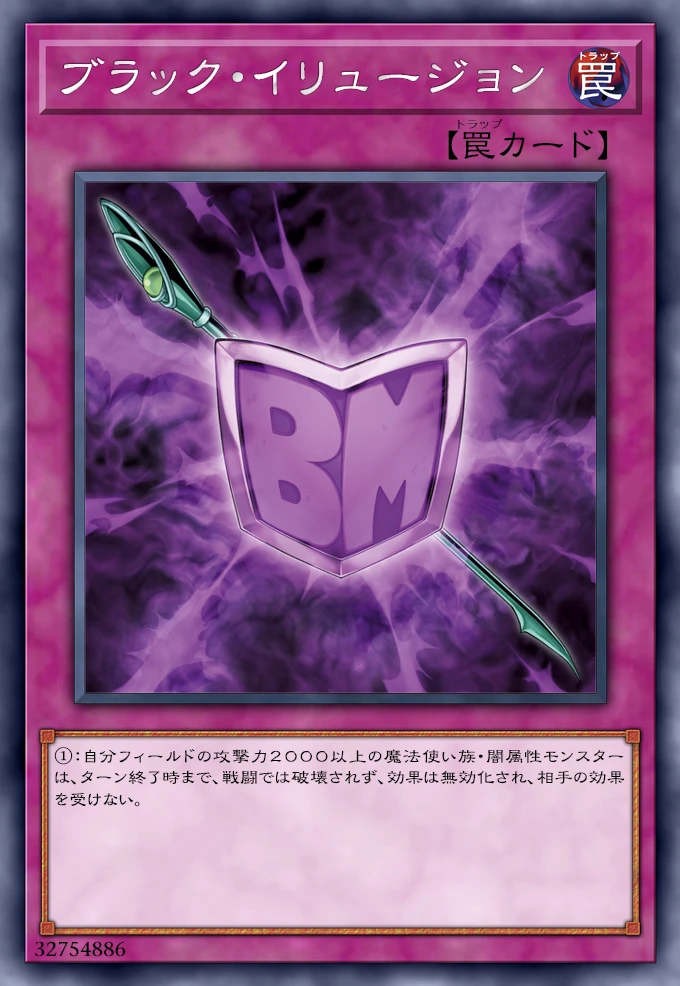 ブラック・イリュージョン
トラップ
罠
トラップ
【罠カード】
BM
①:自分フィールドの攻撃力2000以上の魔法使い族・闇属性モンスター
は、ターン終了時まで、戦闘では破壊されず、効果は無効化され、相手の効果
を受けない。
32754886